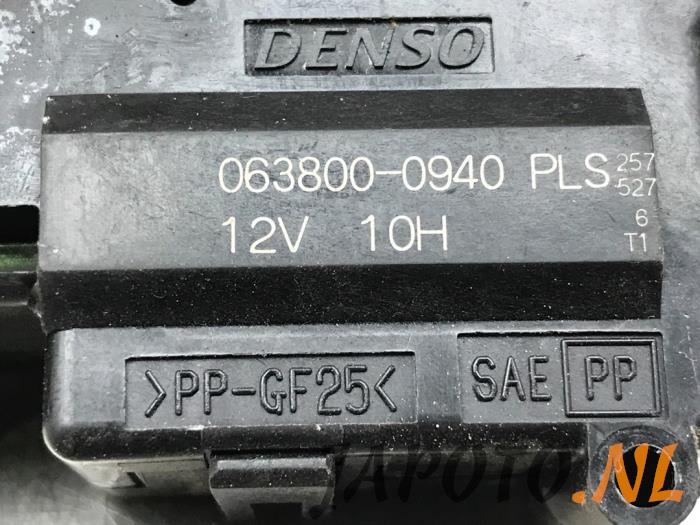 DENSO
063800-0940 PLS 257
527
12V 10H 6
T1
>PP-GF25< SAE PP
JAPOTO.NL